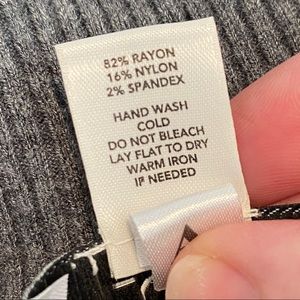 82% RAYON
16% NYLON
2% SPANDEX
HAND WASH
COLD
DO NOT BLEACH
LAY FLAT TO DRY
WARM IRON
IF NEEDED